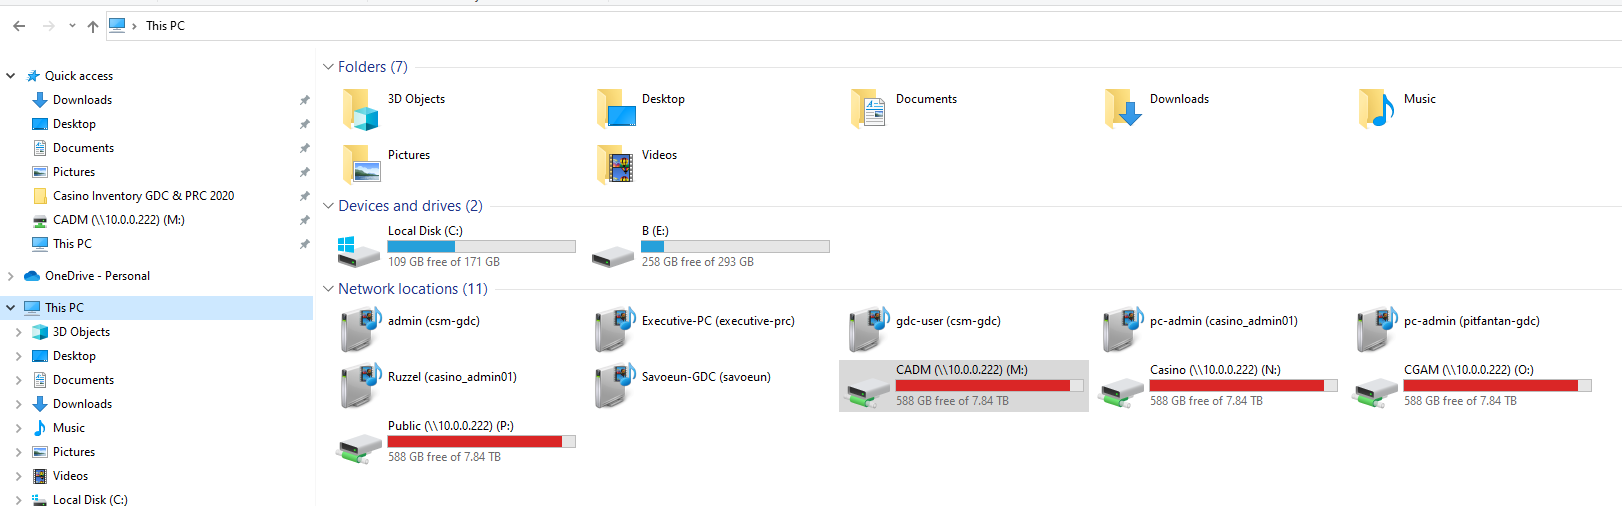 This PC
Quick access
Downloads
Desktop
Documents
Pictures
Casino Inventory GDC & PRC 2020
CADM (\\10.0.0.222) (M:)
This PC
OneDrive - Personal
This PC
3D Objects
Desktop
Documents
Downloads
Music
Pictures
Videos
Local Disk (C:)
Folders (7)
3D Objects
Desktop
Documents
Downloads
Music
Pictures
Videos
Devices and drives (2)
Local Disk (C:)
109 GB free of 171 GB
B (E:)
258 GB free of 293 GB
Network locations (11)
admin (csm-gdc)
Executive-PC (executive-prc)
gdc-user (csm-gdc)
pc-admin (casino_admin01)
pc-admin (pitfantan-gdc)
Ruzzel (casino_admin01)
Savoeun-GDC (savoeun)
CADM (\\10.0.0.222) (M:)
588 GB free of 7.84 TB
Casino (\\10.0.0.222) (N:)
588 GB free of 7.84 TB
CGAM (\\10.0.0.222) (O:)
588 GB free of 7.84 TB
Public (\\10.0.0.222) (P:)
588 GB free of 7.84 TB